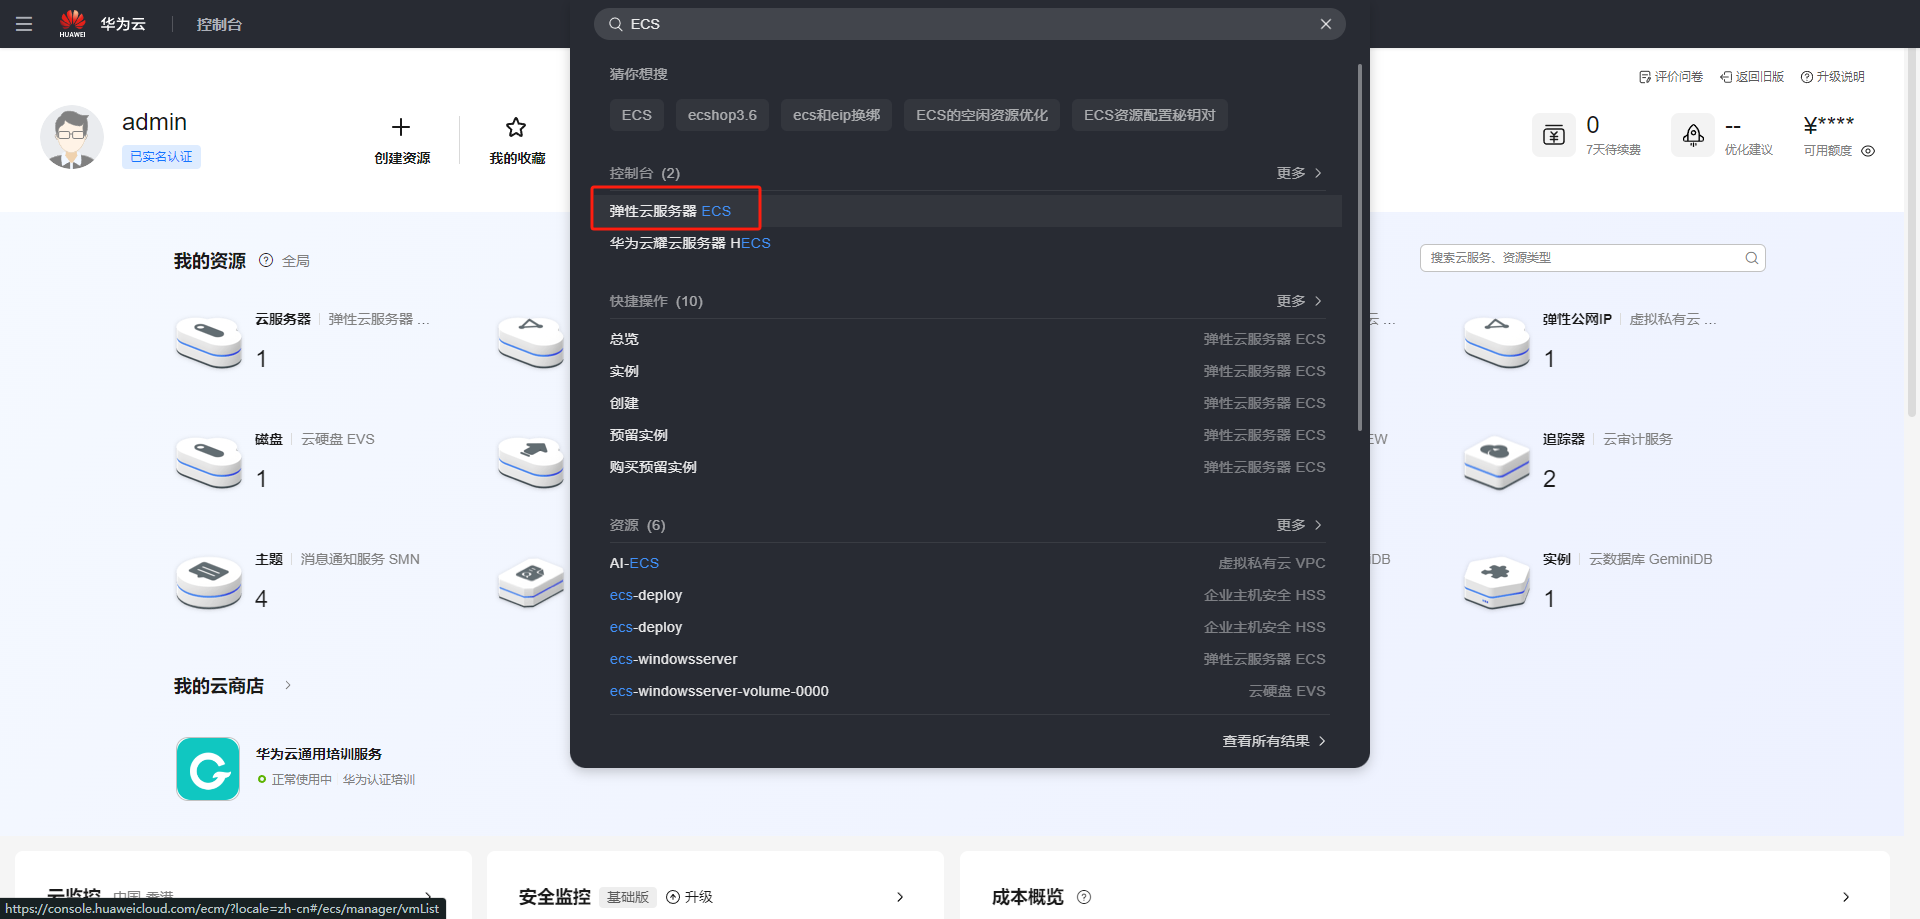 HUAWEI
华为云
控制台
ECS
猜你想搜
ECS
ecshop3.6
ecs和eip换绑
ECS的空闲资源优化
ECS资源配置秘钥对
评价问卷
返回旧版
升级说明
admin
已实名认证
创建资源
我的收藏
0
7天待续费
--
优化建议
¥****
可用额度
控制台 (2)
更多
弹性云服务器 ECS
华为云耀云服务器 HECS
我的资源
全局
搜索云服务、资源类型
快捷操作 (10)
更多
总览
弹性云服务器 ECS
实例
弹性云服务器 ECS
创建
弹性云服务器 ECS
预留实例
弹性云服务器 ECS
购买预留实例
弹性云服务器 ECS
云服务器
弹性云服务器 ...
1
云 ...
弹性公网IP
虚拟私有云 ...
1
磁盘
云硬盘 EVS
1
EW
追踪器
云审计服务
2
资源 (6)
更多
AI-ECS
虚拟私有云 VPC
ecs-deploy
企业主机安全 HSS
ecs-deploy
企业主机安全 HSS
ecs-windowsserver
弹性云服务器 ECS
ecs-windowsserver-volume-0000
云硬盘 EVS
查看所有结果
主题
消息通知服务 SMN
4
DB
实例
云数据库 GeminiDB
1
我的云商店
华为云通用培训服务
正常使用中
华为认证培训
云监控
中国-香港
安全监控
基础版
升级
成本概览
https://console.huaweicloud.com/ecm/?locale=zh-cn#/ecs/manager/vmList